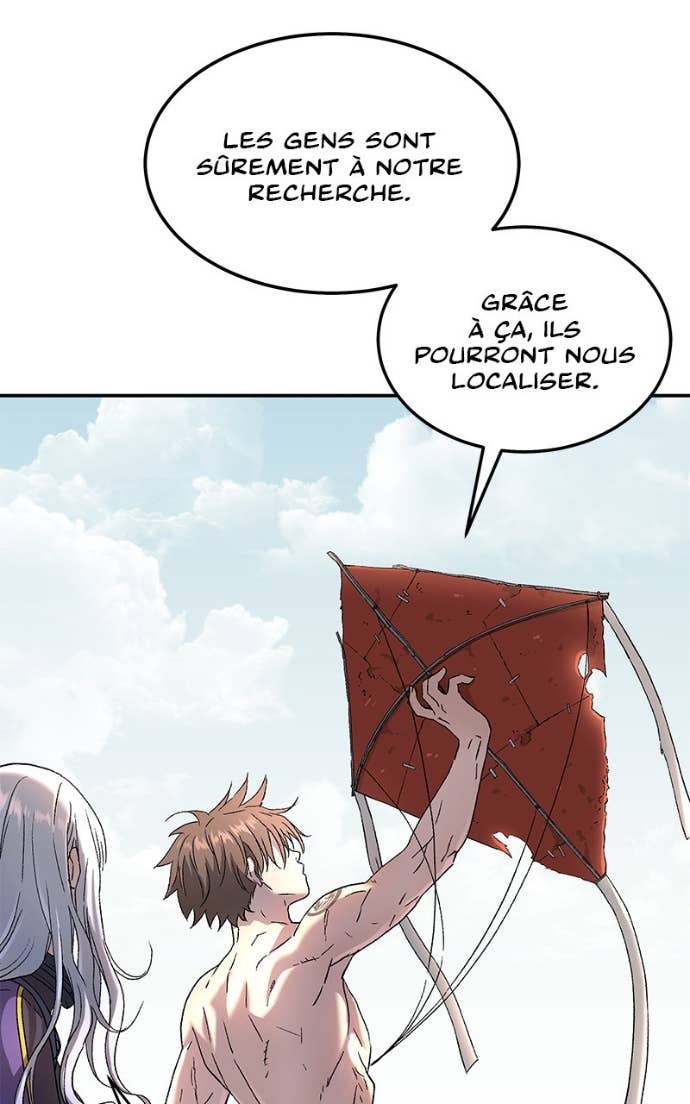 LES GENS SONT
SÛREMENT À NOTRE
RECHERCHE.
GRÂCE
À ÇA, ILS
POURRONT NOUS
LOCALISER.